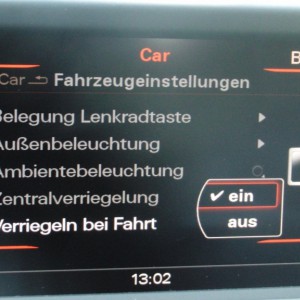 Car
Car Fahrzeugeinstellungen
Belegung Lenkradtaste
Außenbeleuchtung
Ambientebeleuchtung
Zentralverriegelung
✔ ein
Verriegeln bei Fahrt
aus
13:02